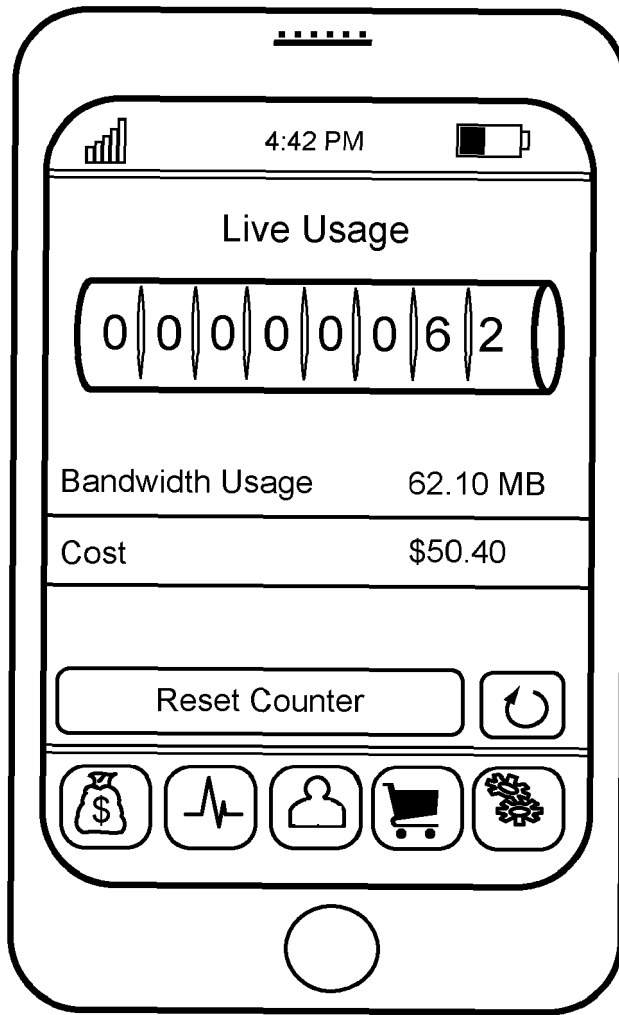 4:42 PM
Live Usage
0 0 0 0 0 0 6 2
Bandwidth Usage 62.10 MB
Cost $50.40
Reset Counter
$